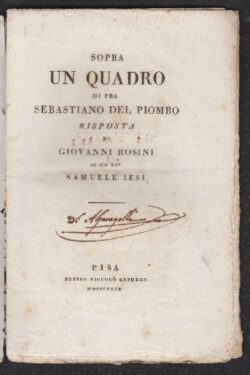 SOPRA
UN QUADRO
DI FRA
SEBASTIANO DEL PIOMBO
RISPOSTA
DI
GIOVANNI ROSINI
AL SIG. CAV.
SAMUELE IESI
PISA
PRESSO NICCOLÒ CAPURRO